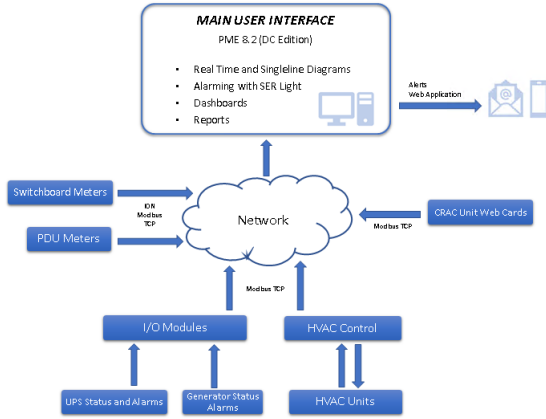 MAIN USER INTERFACE
PME 8.2 (DC Edition)
• Real Time and Singleline Diagrams
• Alarming with SER Light
• Dashboards
• Reports
Alerts
Web Application
Switchboard Meters
ION
Modbus
TCP
PDU Meters
Network
CRAC Unit Web Cards
Modbus TCP
Modbus TCP
I/O Modules
HVAC Control
UPS Status and Alarms
Generator Status
Alarms
HVAC Units